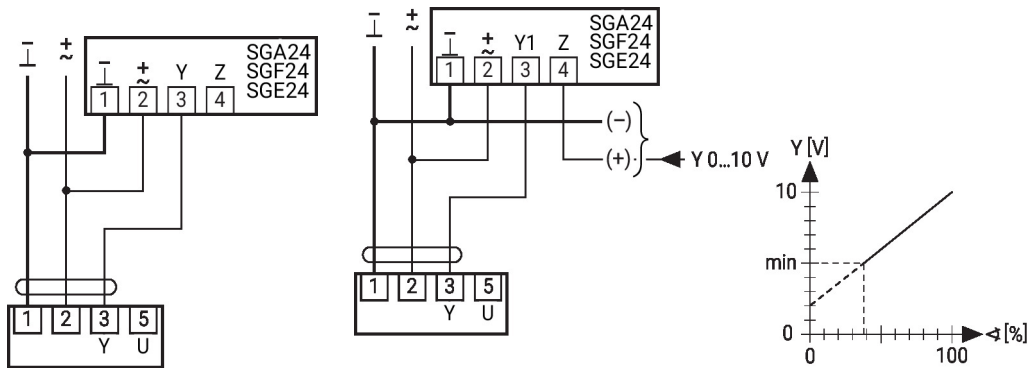 − +
⊥ ~
− + Y Z
⊥ ~
1 2 3 4
SGA24
SGF24
SGE24
1 2 3 5
Y U
− +
⊥ ~
− + Y1 Z
⊥ ~
1 2 3 4
SGA24
SGF24
SGE24
(−)
(+)
Y 0...10 V
1 2 3 5
Y U
Y [V]
10
min
0
0 100
∢ [%]